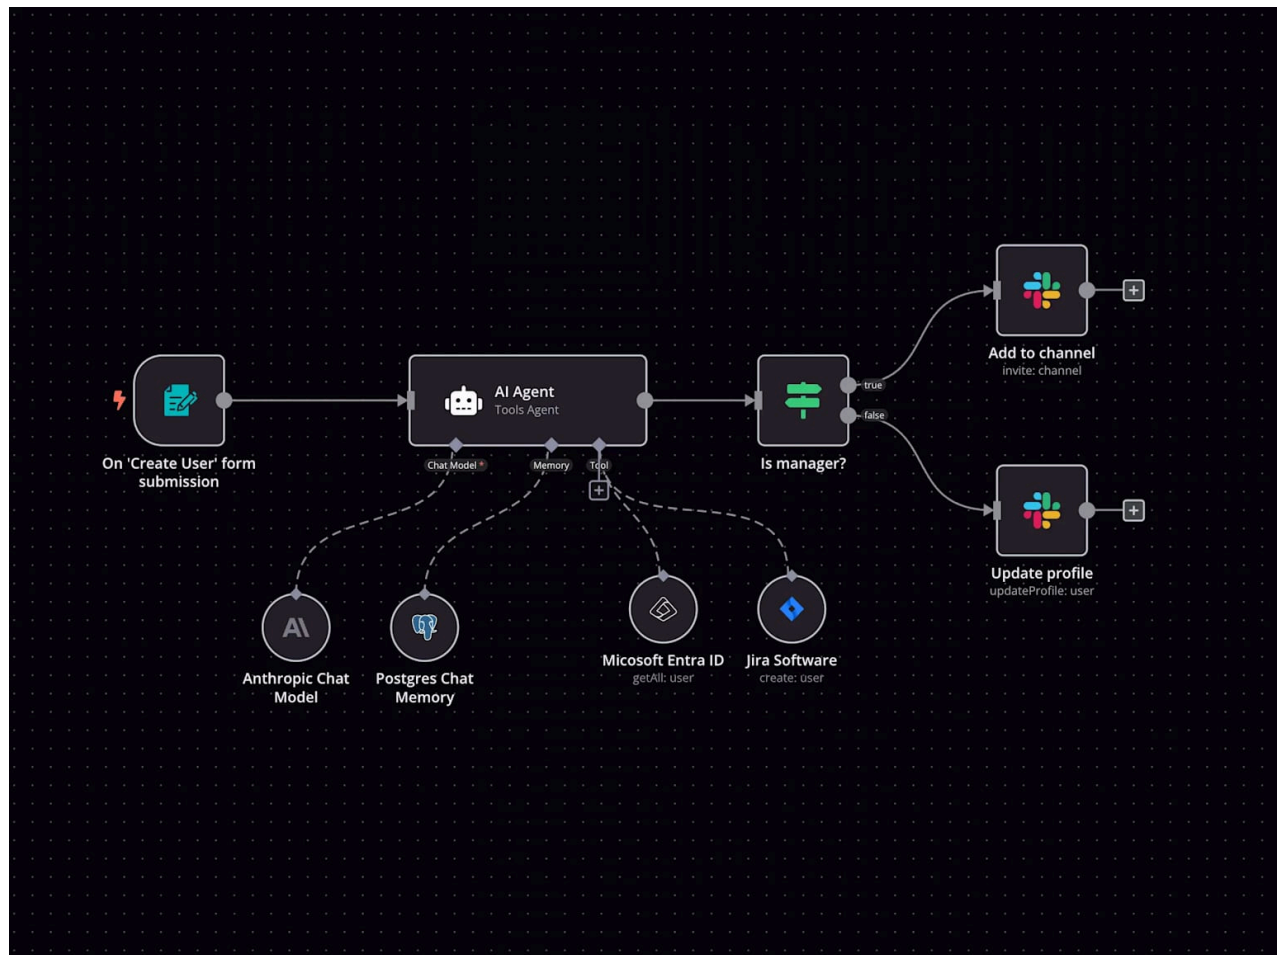 Add to channel
invite: channel
AI Agent
Tools Agent
true
false
On 'Create User' form
submission
Chat Model *
Memory
Tool
Is manager?
Update profile
updateProfile: user
Anthropic Chat
Model
Postgres Chat
Memory
Micosoft Entra ID
getAll: user
Jira Software
create: user